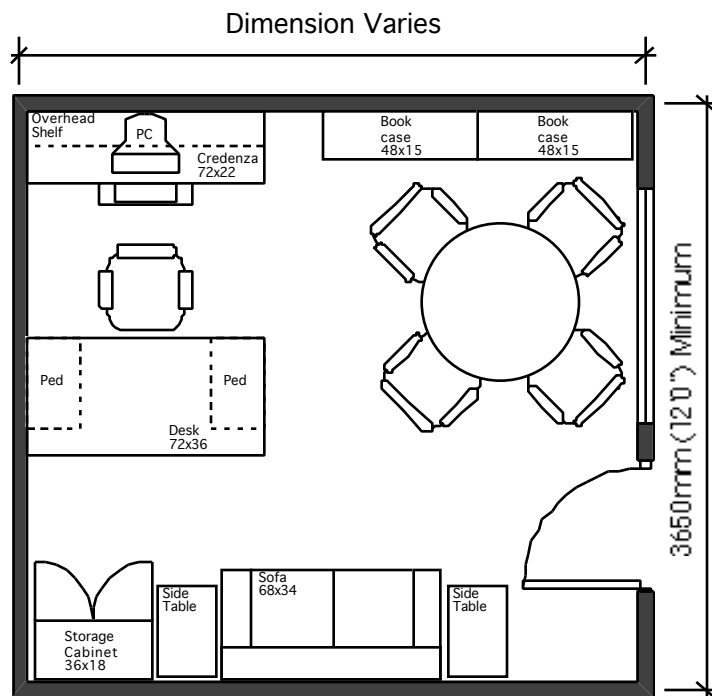 Dimension Varies
Overhead
Shelf
PC
Credenza
72x22
Book
case
48x15
Book
case
48x15
3650mm (12'0") Minimum
Ped
Ped
Desk
72x36
Storage
Cabinet
36x18
Side
Table
Sofa
68x34
Side
Table